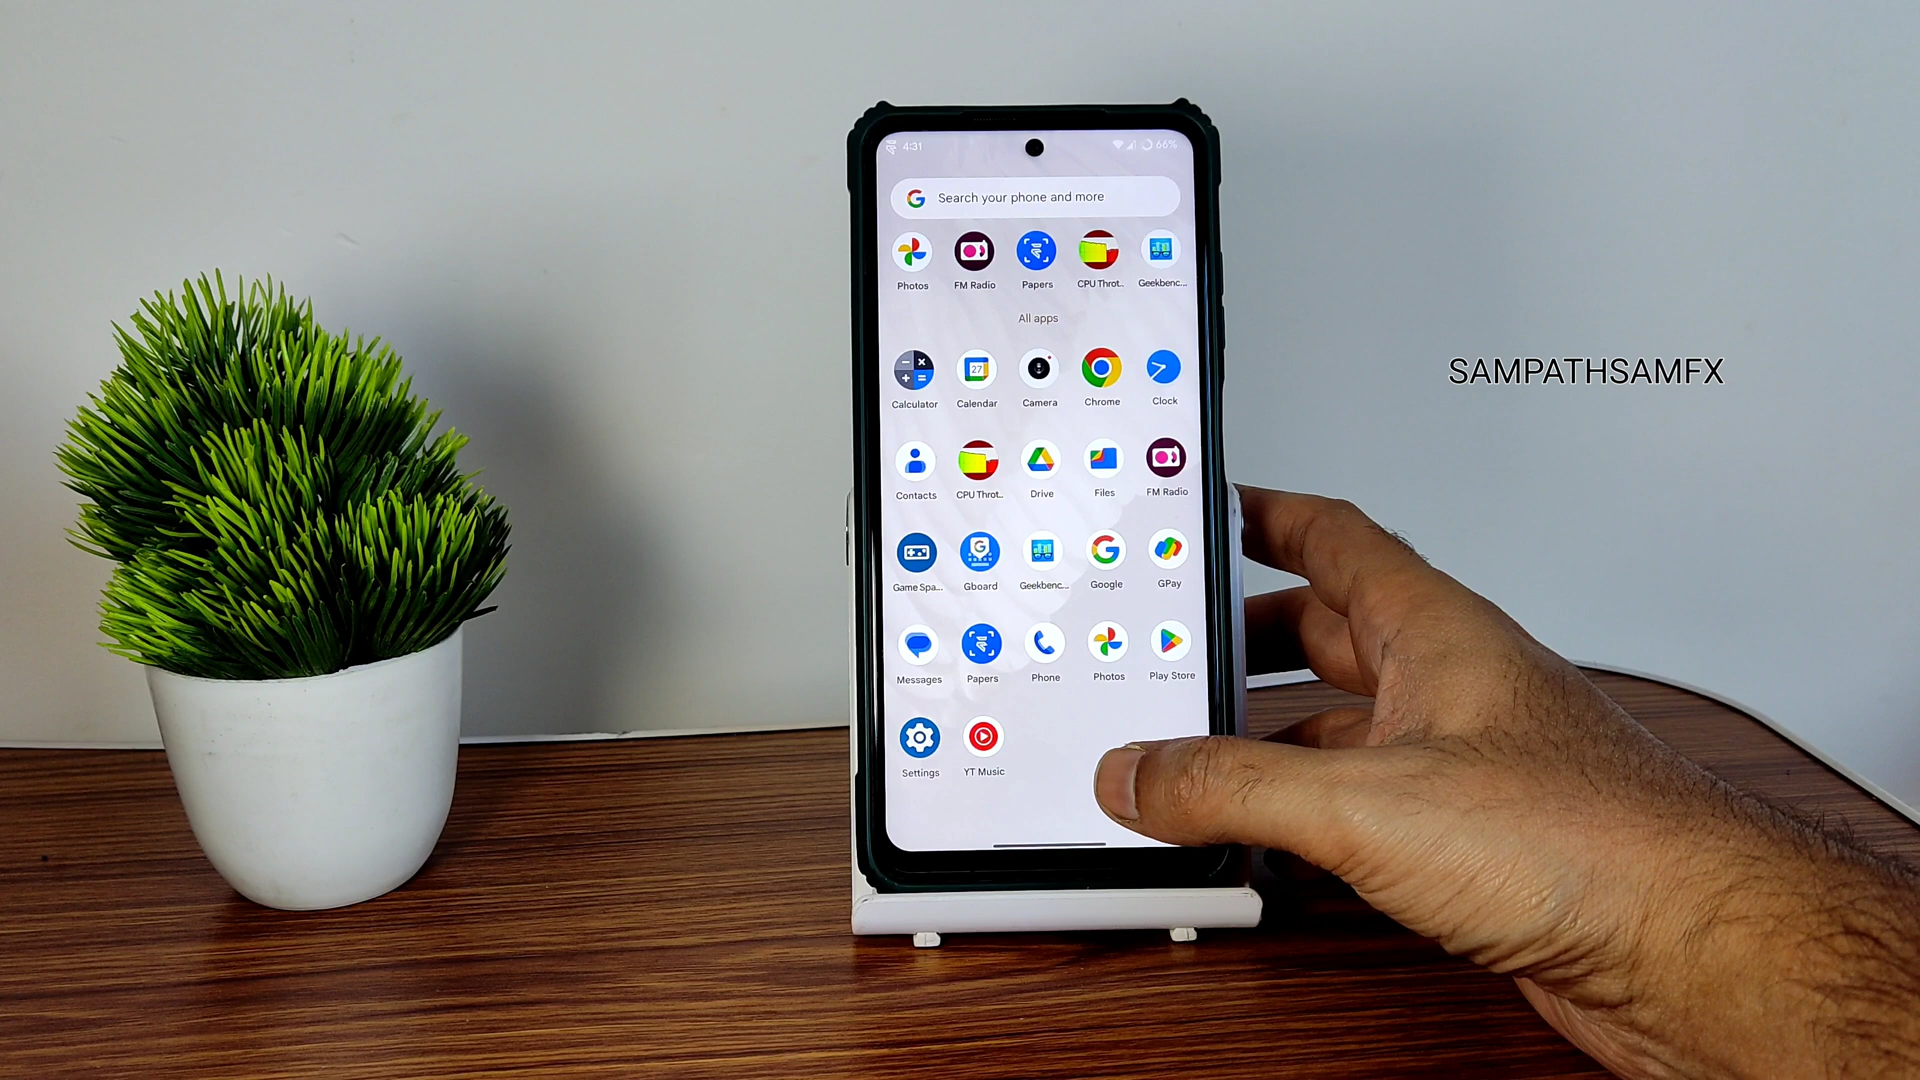 4:31
66%
Search your phone and more
Photos FM Radio Papers CPU Throt.. Geekbenc...
All apps
27
Calculator Calendar Camera Chrome Clock
Contacts CPU Throt.. Drive Files FM Radio
Game Spa... Gboard Geekbenc... Google GPay
Messages Papers Phone Photos Play Store
Settings YT Music
SAMPATHSAMFX